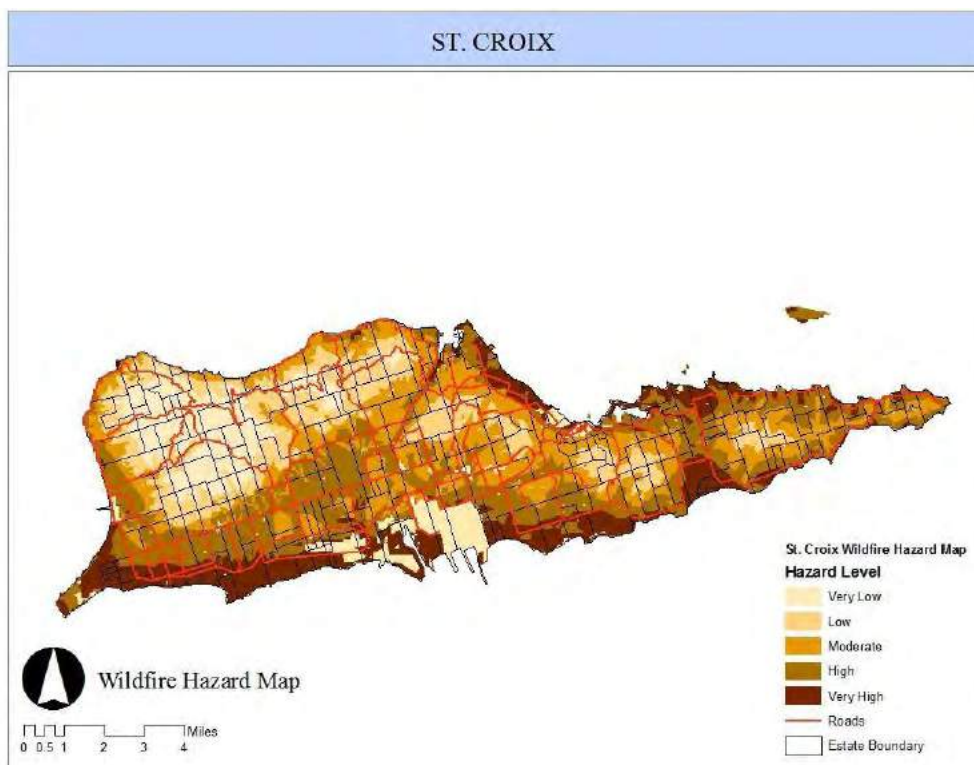 ST. CROIX
St. Croix Wildfire Hazard Map
Hazard Level
Very Low
Low
Moderate
High
Very High
Roads
Estate Boundary
Wildfire Hazard Map
Miles
0 0.5 1 2 3 4